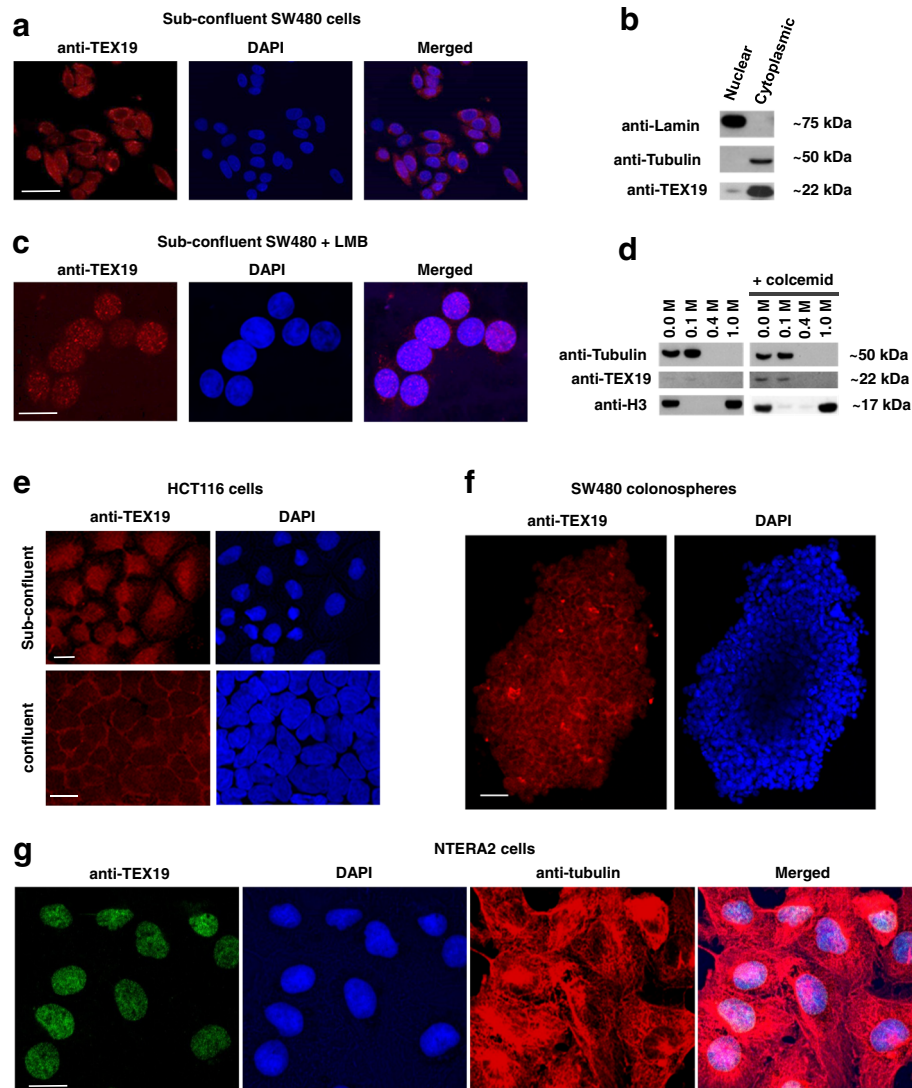 a
Sub-confluent SW480 cells
anti-TEX19 DAPI Merged
b
Nuclear Cytoplasmic
anti-Lamin ~75 kDa
anti-Tubulin ~50 kDa
anti-TEX19 ~22 kDa
c
Sub-confluent SW480 + LMB
anti-TEX19 DAPI Merged
d
+ colcemid
0.0 M 0.1 M 0.4 M 1.0 M 0.0 M 0.1 M 0.4 M 1.0 M
anti-Tubulin ~50 kDa
anti-TEX19 ~22 kDa
anti-H3 ~17 kDa
e
HCT116 cells
anti-TEX19 DAPI
Sub-confluent
confluent
f
SW480 colonospheres
anti-TEX19 DAPI
g
NTERA2 cells
anti-TEX19 DAPI anti-tubulin Merged